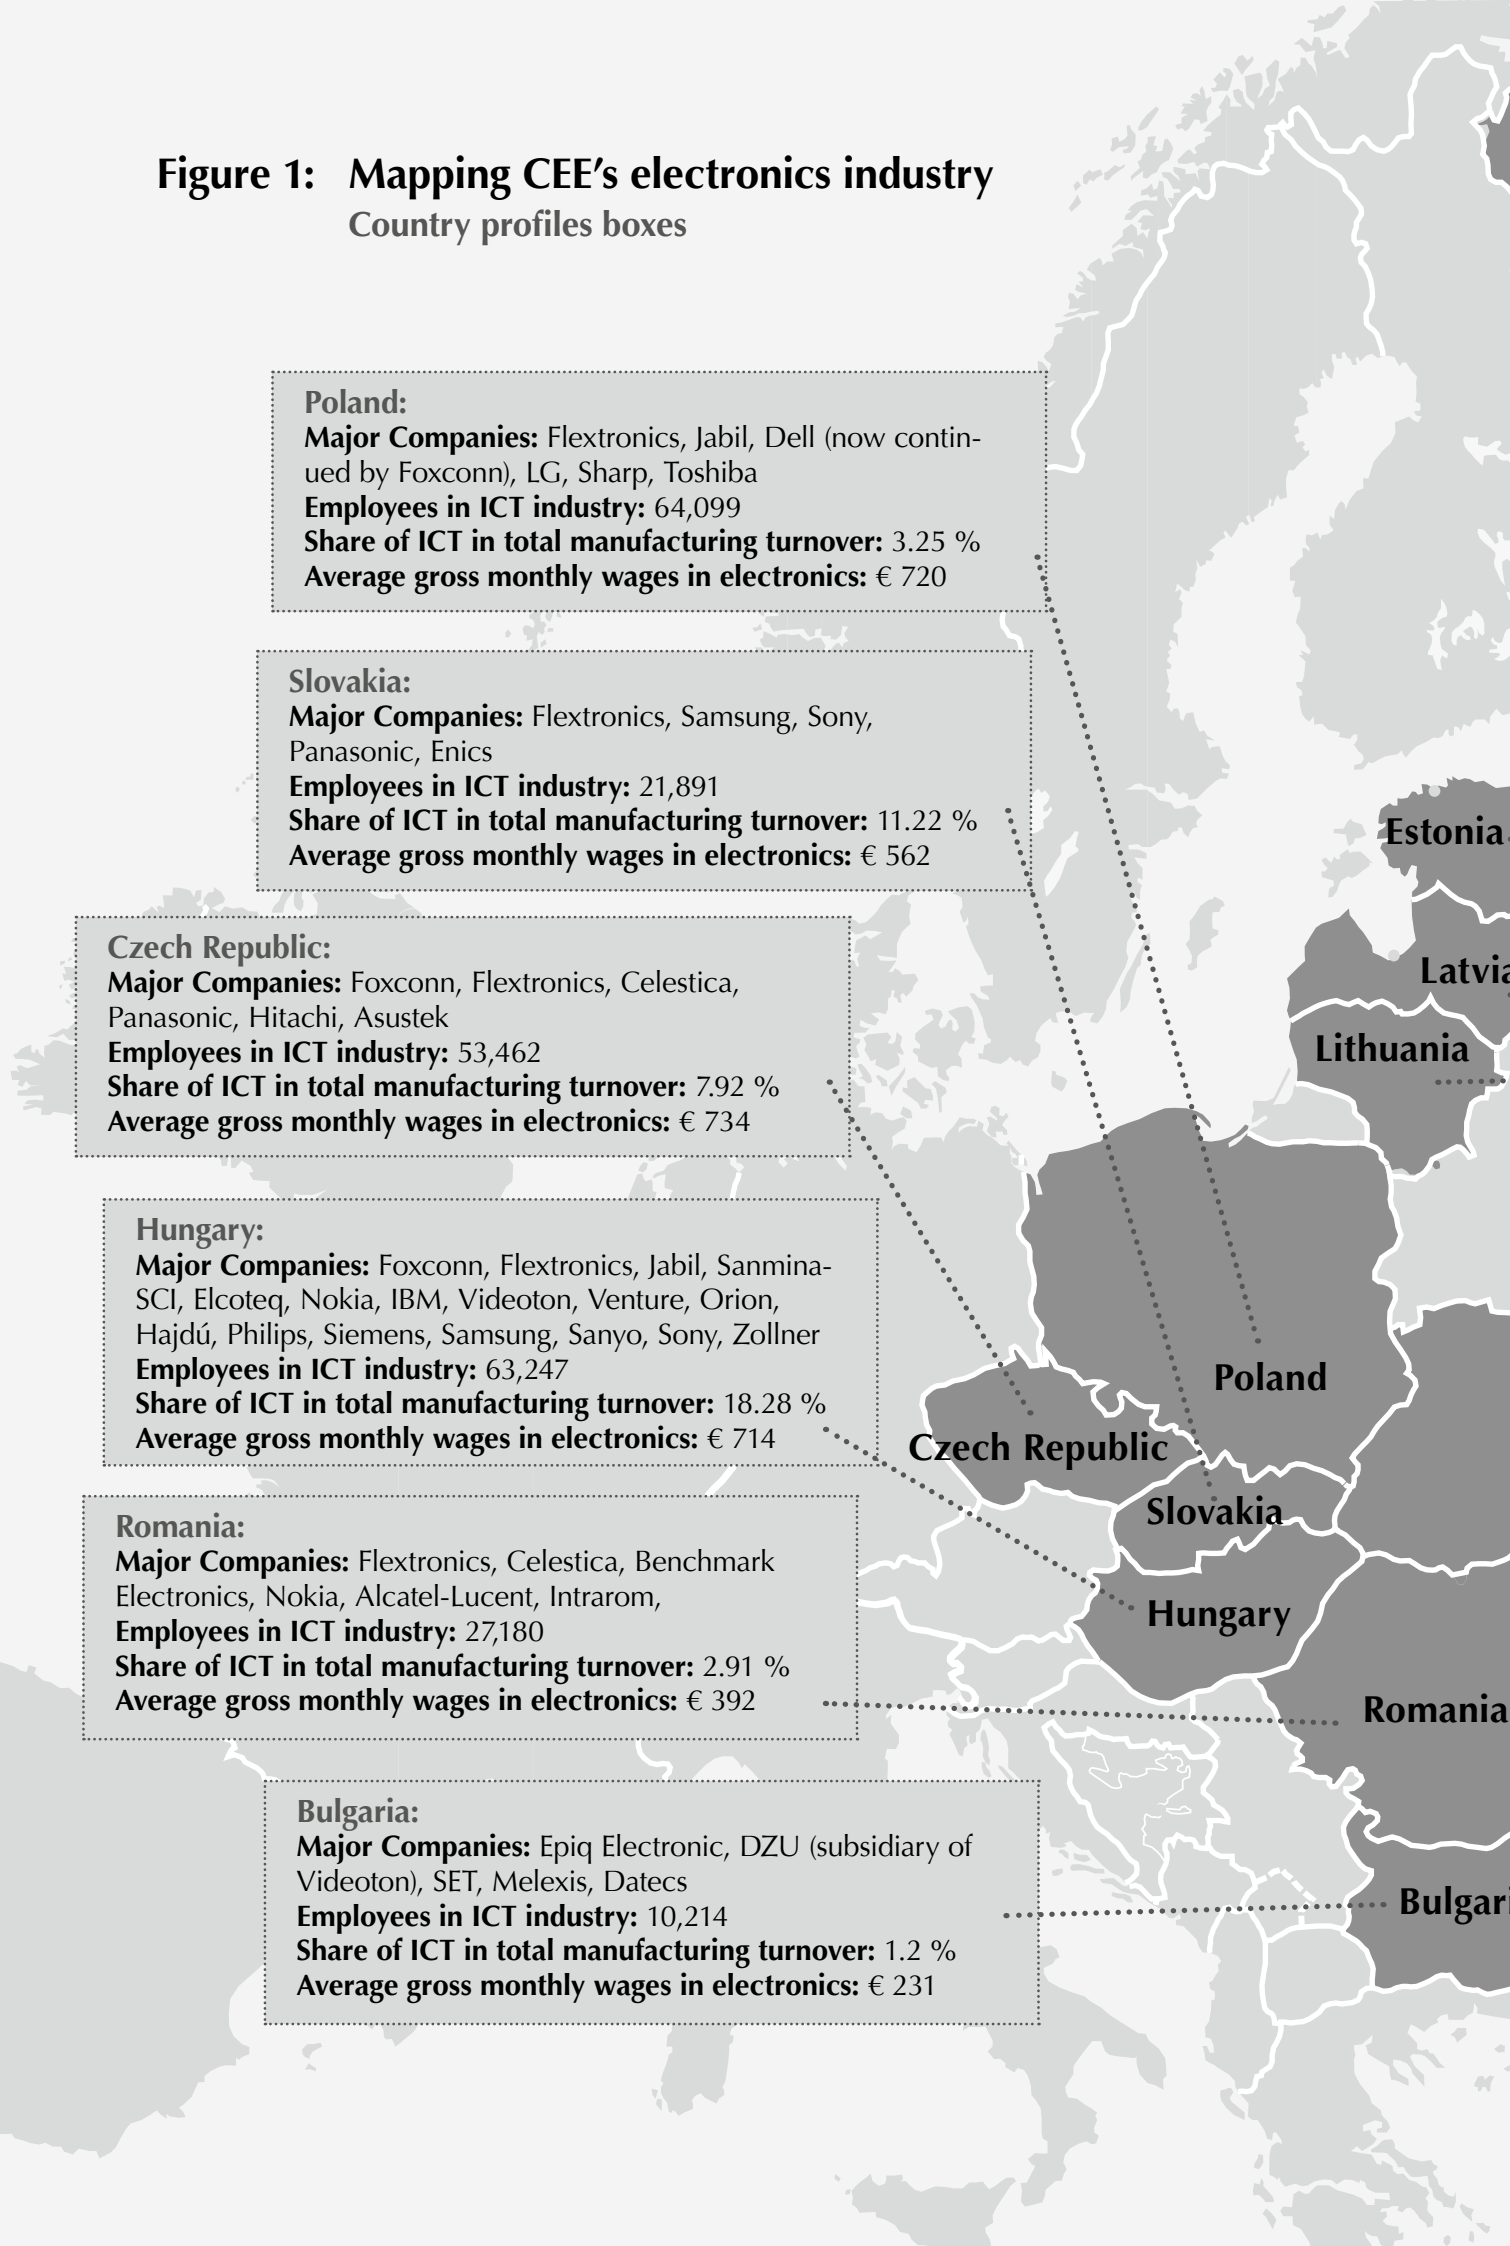 Figure 1: Mapping CEE's electronics industry
Country profiles boxes
Poland:
Major Companies: Flextronics, Jabil, Dell (now contin-
ued by Foxconn), LG, Sharp, Toshiba
Employees in ICT industry: 64,099
Share of ICT in total manufacturing turnover: 3.25 %
Average gross monthly wages in electronics: € 720
Slovakia:
Major Companies: Flextronics, Samsung, Sony,
Panasonic, Enics
Employees in ICT industry: 21,891
Share of ICT in total manufacturing turnover: 11.22 %
Average gross monthly wages in electronics: € 562
Czech Republic:
Major Companies: Foxconn, Flextronics, Celestica,
Panasonic, Hitachi, Asustek
Employees in ICT industry: 53,462
Share of ICT in total manufacturing turnover: 7.92 %
Average gross monthly wages in electronics: € 734
Hungary:
Major Companies: Foxconn, Flextronics, Jabil, Sanmina-
SCI, Elcoteq, Nokia, IBM, Videoton, Venture, Orion,
Hajdú, Philips, Siemens, Samsung, Sanyo, Sony, Zollner
Employees in ICT industry: 63,247
Share of ICT in total manufacturing turnover: 18.28 %
Average gross monthly wages in electronics: € 714
Romania:
Major Companies: Flextronics, Celestica, Benchmark
Electronics, Nokia, Alcatel-Lucent, Intrarom,
Employees in ICT industry: 27,180
Share of ICT in total manufacturing turnover: 2.91 %
Average gross monthly wages in electronics: € 392
Bulgaria:
Major Companies: Epiq Electronic, DZU (subsidiary of
Videoton), SET, Melexis, Datecs
Employees in ICT industry: 10,214
Share of ICT in total manufacturing turnover: 1.2 %
Average gross monthly wages in electronics: € 231
Estonia
Latvia
Lithuania
Poland
Czech Republic
Slovakia
Hungary
Romania
Bulgari